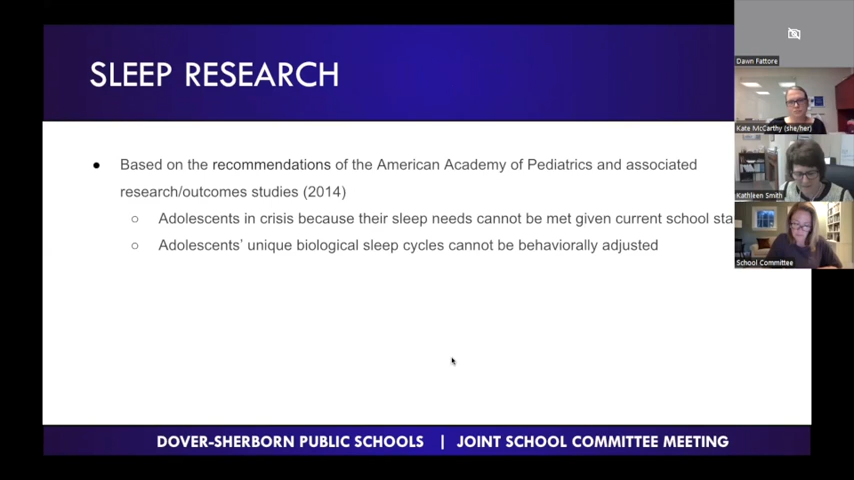 SLEEP RESEARCH
Based on the recommendations of the American Academy of Pediatrics and associated
research/outcomes studies (2014)
Adolescents in crisis because their sleep needs cannot be met given current school sta
Adolescents' unique biological sleep cycles cannot be behaviorally adjusted
DOVER-SHERBORN PUBLIC SCHOOLS | JOINT SCHOOL COMMITTEE MEETING
Dawn Fattore
Kate McCarthy (she/her)
Kathleen Smith
School Committee